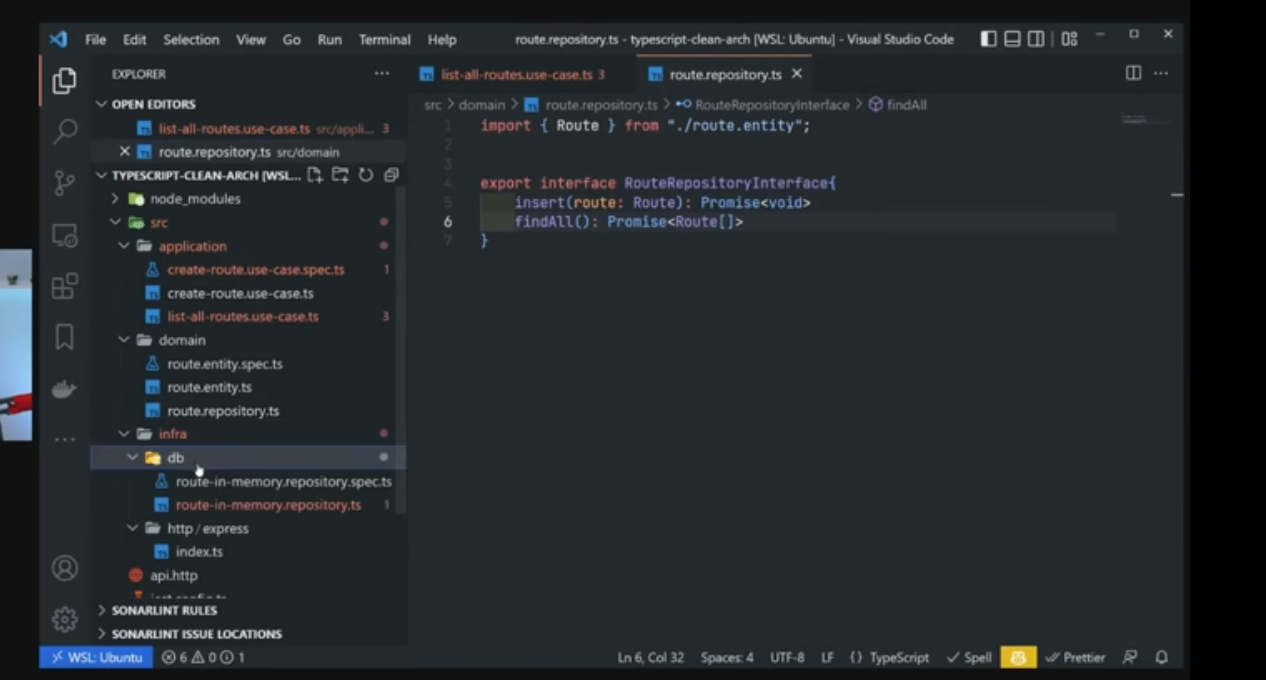 File Edit Selection View Go Run Terminal Help route.repository.ts - typescript-clean-arch [WSL: Ubuntu] - Visual Studio Code
EXPLORER
OPEN EDITORS
list-all-routes.use-case.ts src/appli... 3
route.repository.ts src/domain
TYPESCRIPT-CLEAN-ARCH [WSL...
node_modules
src
application
create-route.use-case.spec.ts 1
create-route.use-case.ts
list-all-routes.use-case.ts 3
domain
route.entity.spec.ts
route.entity.ts
route.repository.ts
infra
db
route-in-memory.repository.spec.ts
route-in-memory.repository.ts 1
http / express
index.ts
api.http
jest.config.ts
SONARLINT RULES
SONARLINT ISSUE LOCATIONS
list-all-routes.use-case.ts 3 route.repository.ts
src > domain > route.repository.ts > RouteRepositoryInterface > findAll
1 import { Route } from "./route.entity";
2
3
4 export interface RouteRepositoryInterface{
5 insert(route: Route): Promise<void>
6 findAll(): Promise<Route[]>
7 }
WSL: Ubuntu 6 0 1 Ln 6, Col 32 Spaces: 4 UTF-8 LF {} TypeScript Spell Prettier